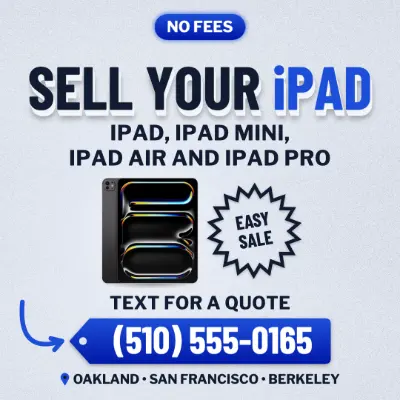 NO FEES
SELL YOUR iPAD
IPAD, IPAD MINI,
IPAD AIR AND IPAD PRO
EASY
SALE
TEXT FOR A QUOTE
(510) 555-0165
OAKLAND • SAN FRANCISCO • BERKELEY